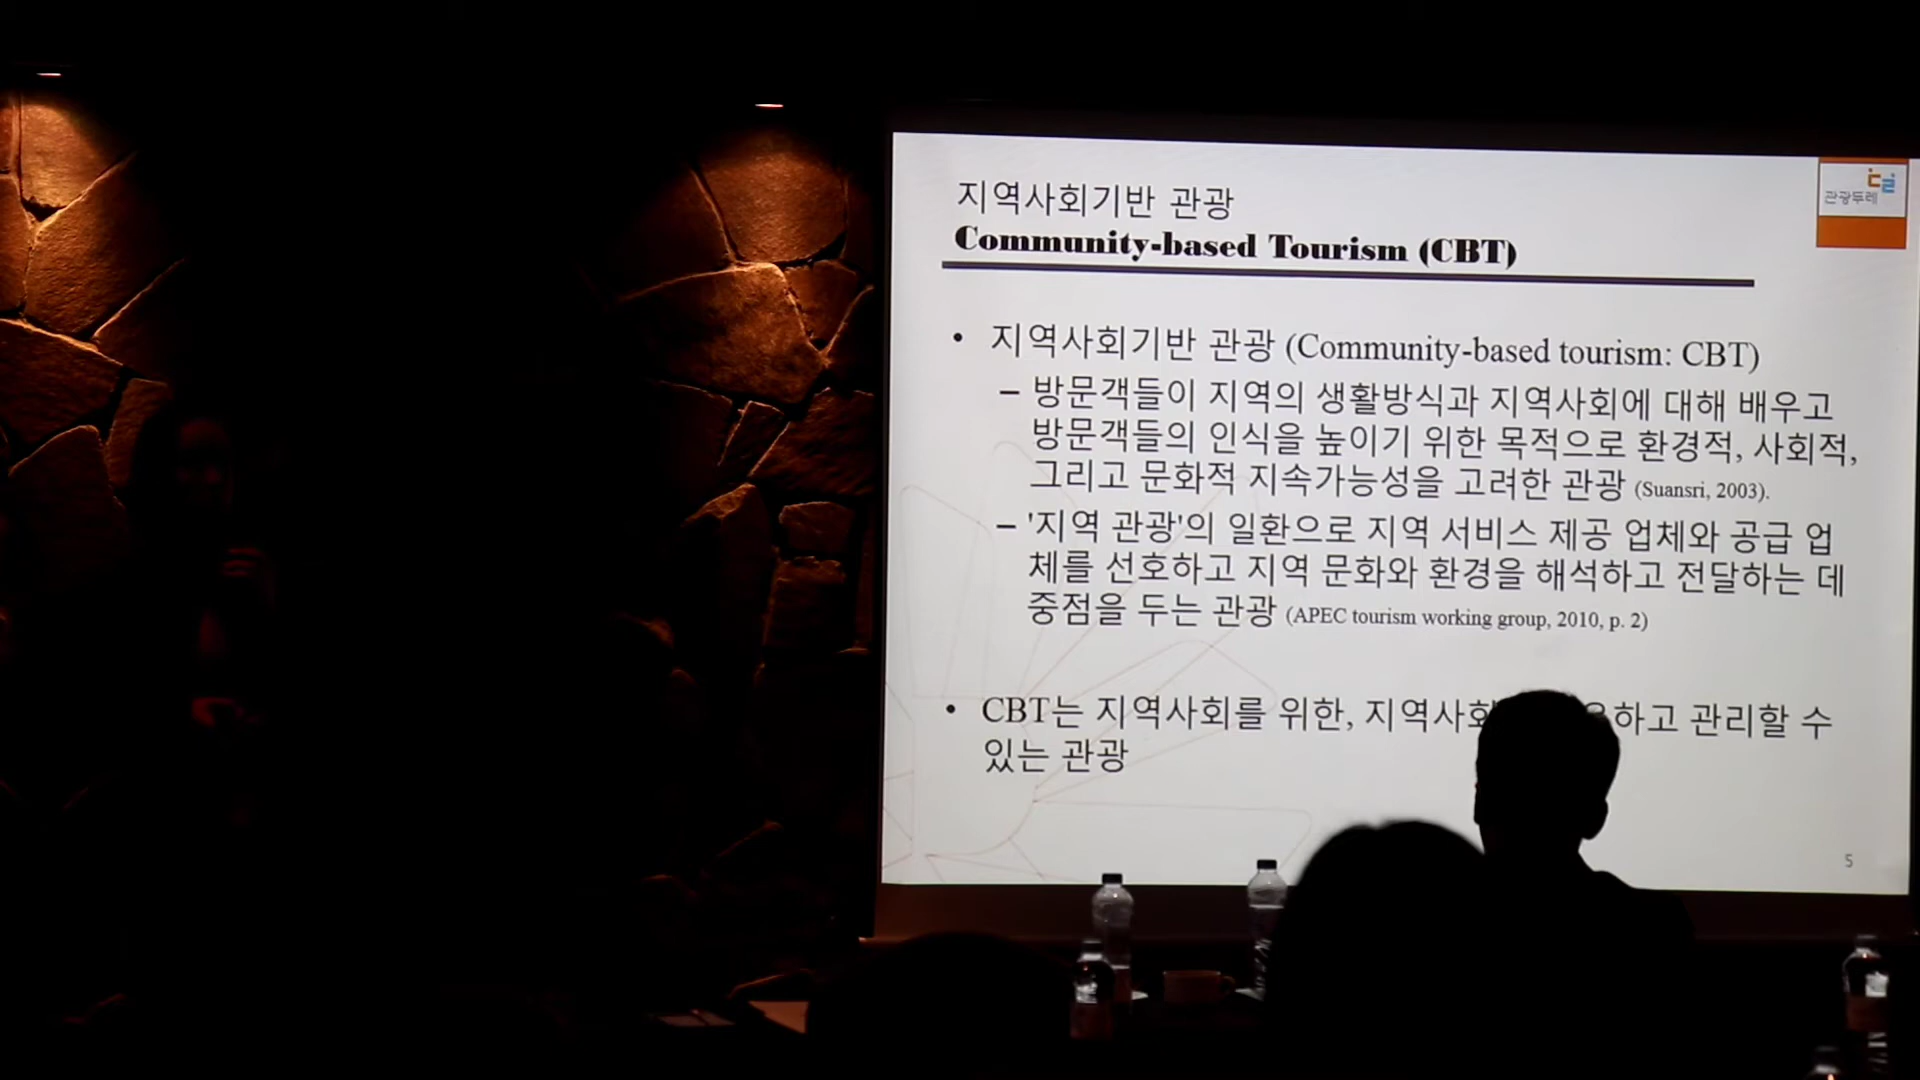 지역사회기반 관광
Community-based Tourism (CBT)
관광두레
• 지역사회기반 관광 (Community-based tourism: CBT)
– 방문객들이 지역의 생활방식과 지역사회에 대해 배우고
방문객들의 인식을 높이기 위한 목적으로 환경적, 사회적,
그리고 문화적 지속가능성을 고려한 관광 (Suansri, 2003).
– '지역 관광'의 일환으로 지역 서비스 제공 업체와 공급 업
체를 선호하고 지역 문화와 환경을 해석하고 전달하는 데
중점을 두는 관광 (APEC tourism working group, 2010, p. 2)
• CBT는 지역사회를 위한, 관리할 수
있는 관광
5